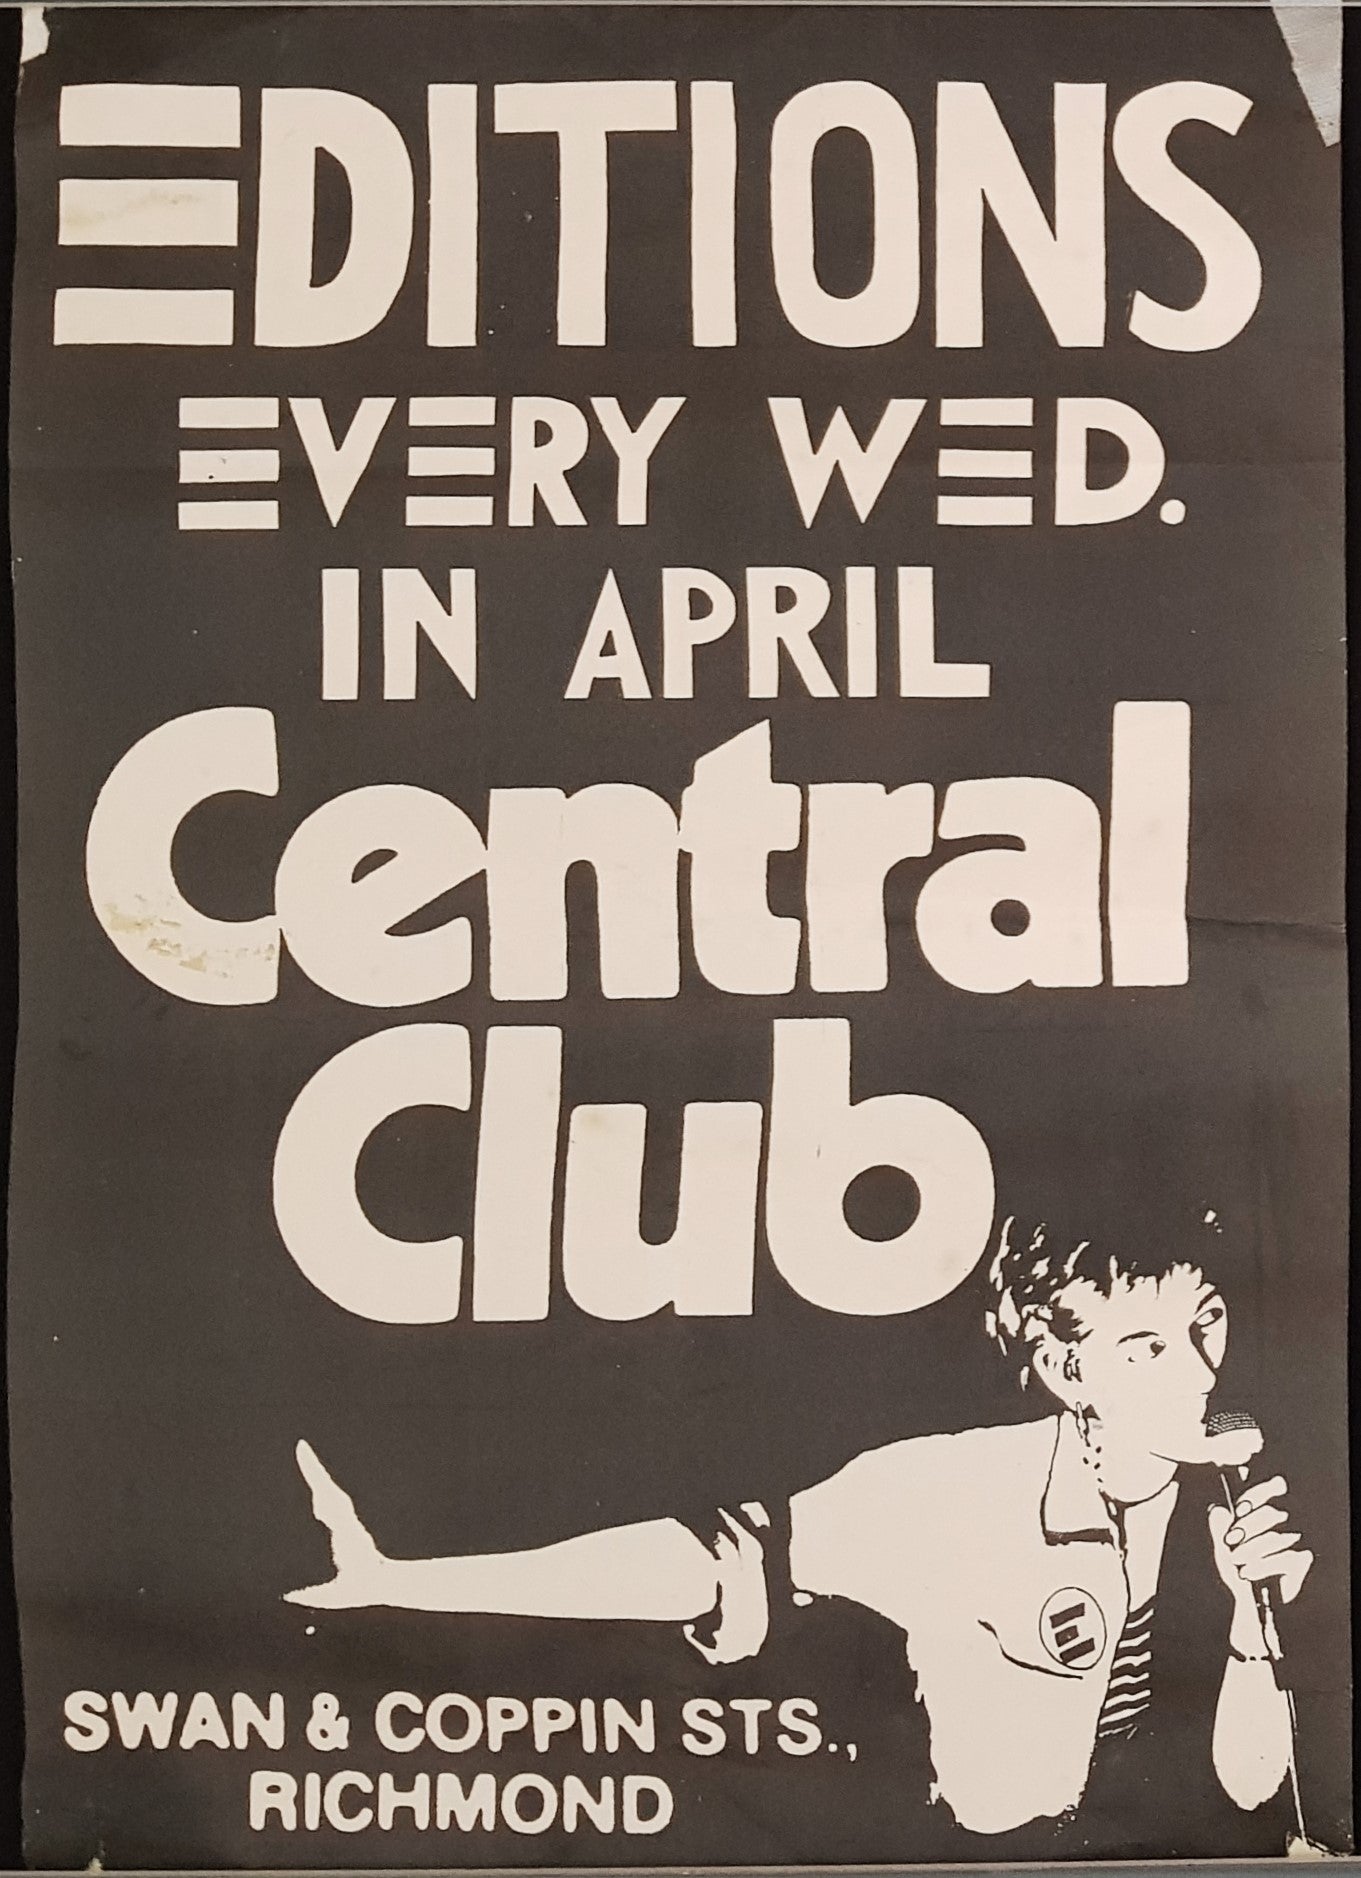 EDITIONS
EVERY WED.
IN APRIL
Central
Club
E
SWAN & COPPIN STS.,
RICHMOND